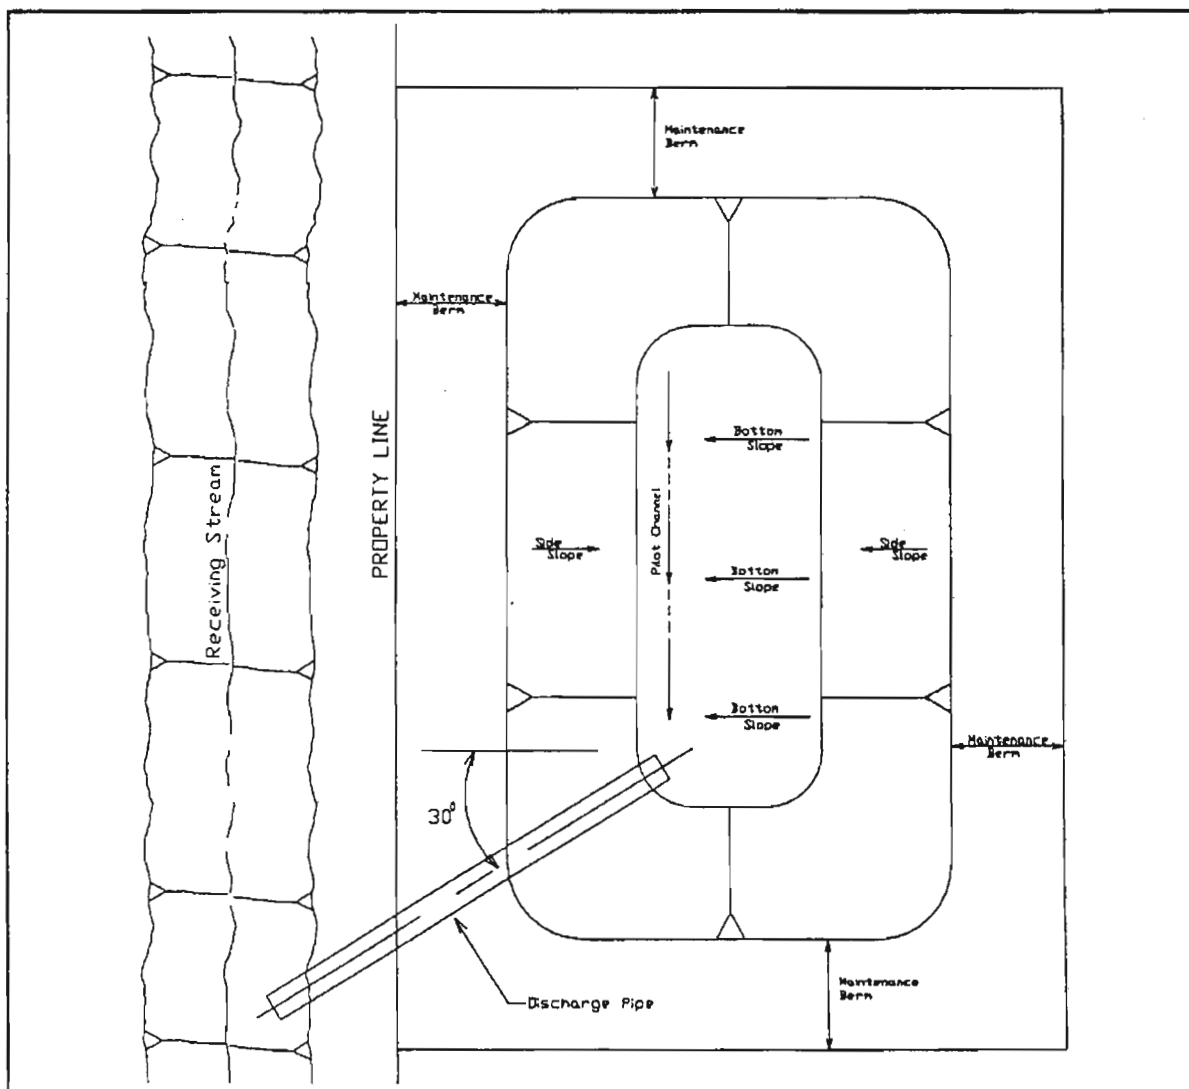 Maintenance
Berm
Maintenance
Berm
PROPERTY LINE
Receiving Stream
Pilot Channel
Bottom
Slope
Side
Slope
Side
Slope
Bottom
Slope
Bottom
Slope
Maintenance
Berm
30°
Maintenance
Berm
Discharge Pipe